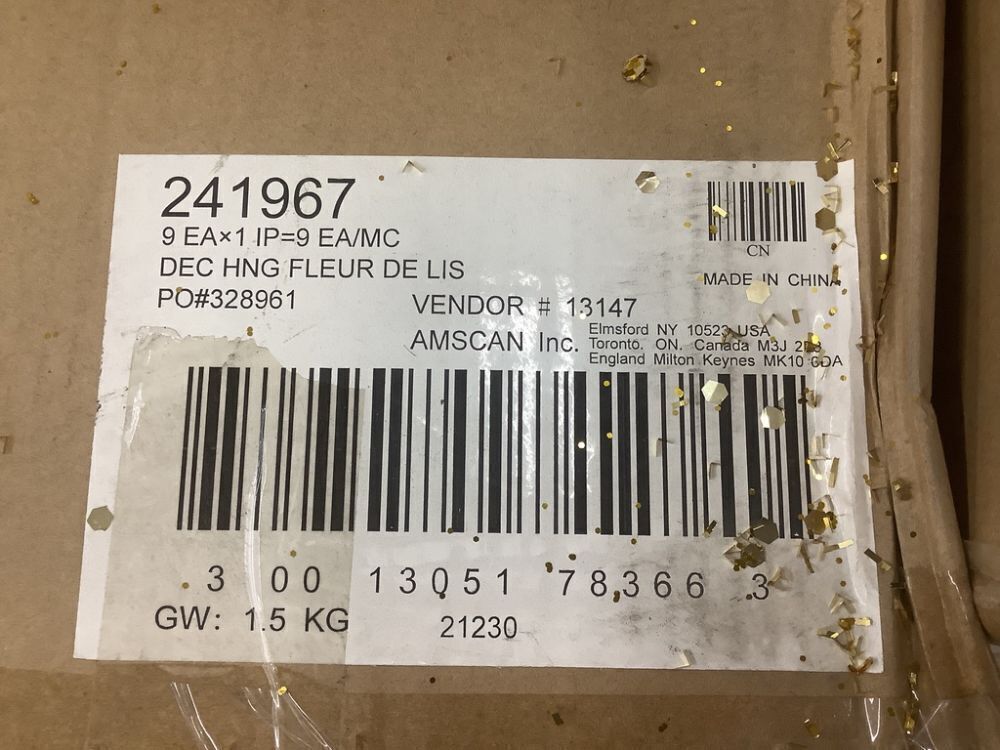 241967
9 EA×1 IP=9 EA/MC
DEC HNG FLEUR DE LIS
PO#328961
CN
MADE IN CHINA
VENDOR # 13147
AMSCAN Inc.
Elmsford NY 10523 USA
Toronto. ON. Canada M3J 2P3
England Milton Keynes MK10 0DA
3 00 13051 78366 3
GW: 1.5 KG
21230